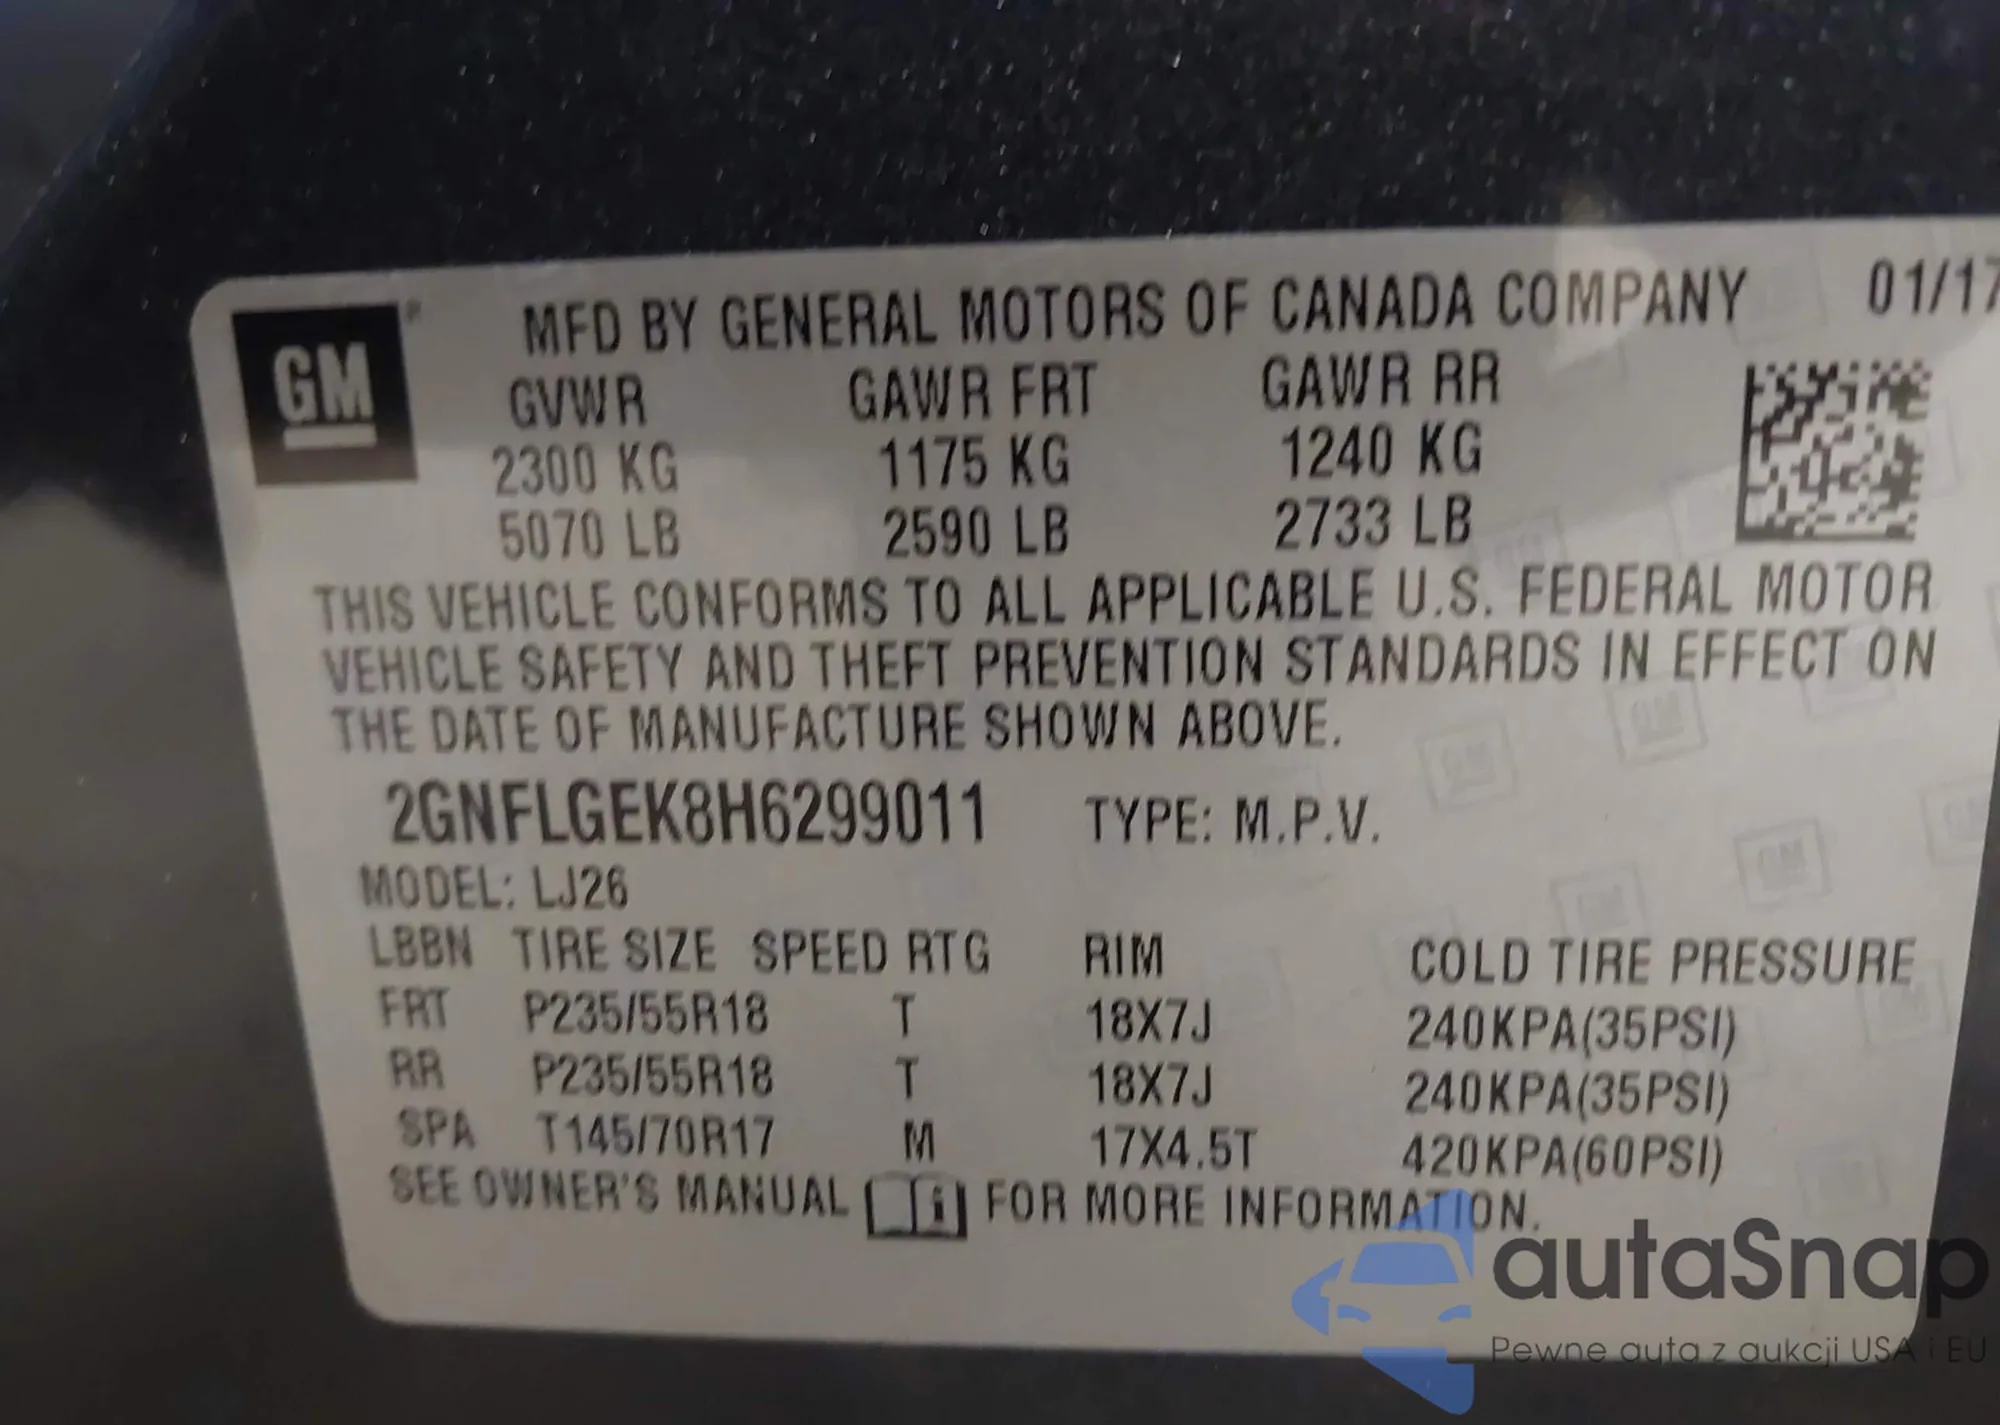 GM
MFD BY GENERAL MOTORS OF CANADA COMPANY 01/17
GVWR GAWR FRT GAWR RR
2300 KG 1175 KG 1240 KG
5070 LB 2590 LB 2733 LB
THIS VEHICLE CONFORMS TO ALL APPLICABLE U.S. FEDERAL MOTOR
VEHICLE SAFETY AND THEFT PREVENTION STANDARDS IN EFFECT ON
THE DATE OF MANUFACTURE SHOWN ABOVE.
2GNFLGEK8H6299011 TYPE: M.P.V.
MODEL: LJ26
LBBN TIRE SIZE SPEED RTG RIM COLD TIRE PRESSURE
FRT P235/55R18 T 18X7J 240KPA(35PSI)
RR P235/55R18 T 18X7J 240KPA(35PSI)
SPA T145/70R17 M 17X4.5T 420KPA(60PSI)
SEE OWNER'S MANUAL i FOR MORE INFORMATION.
autaSnap
Pewne auta z aukcji USA i EU